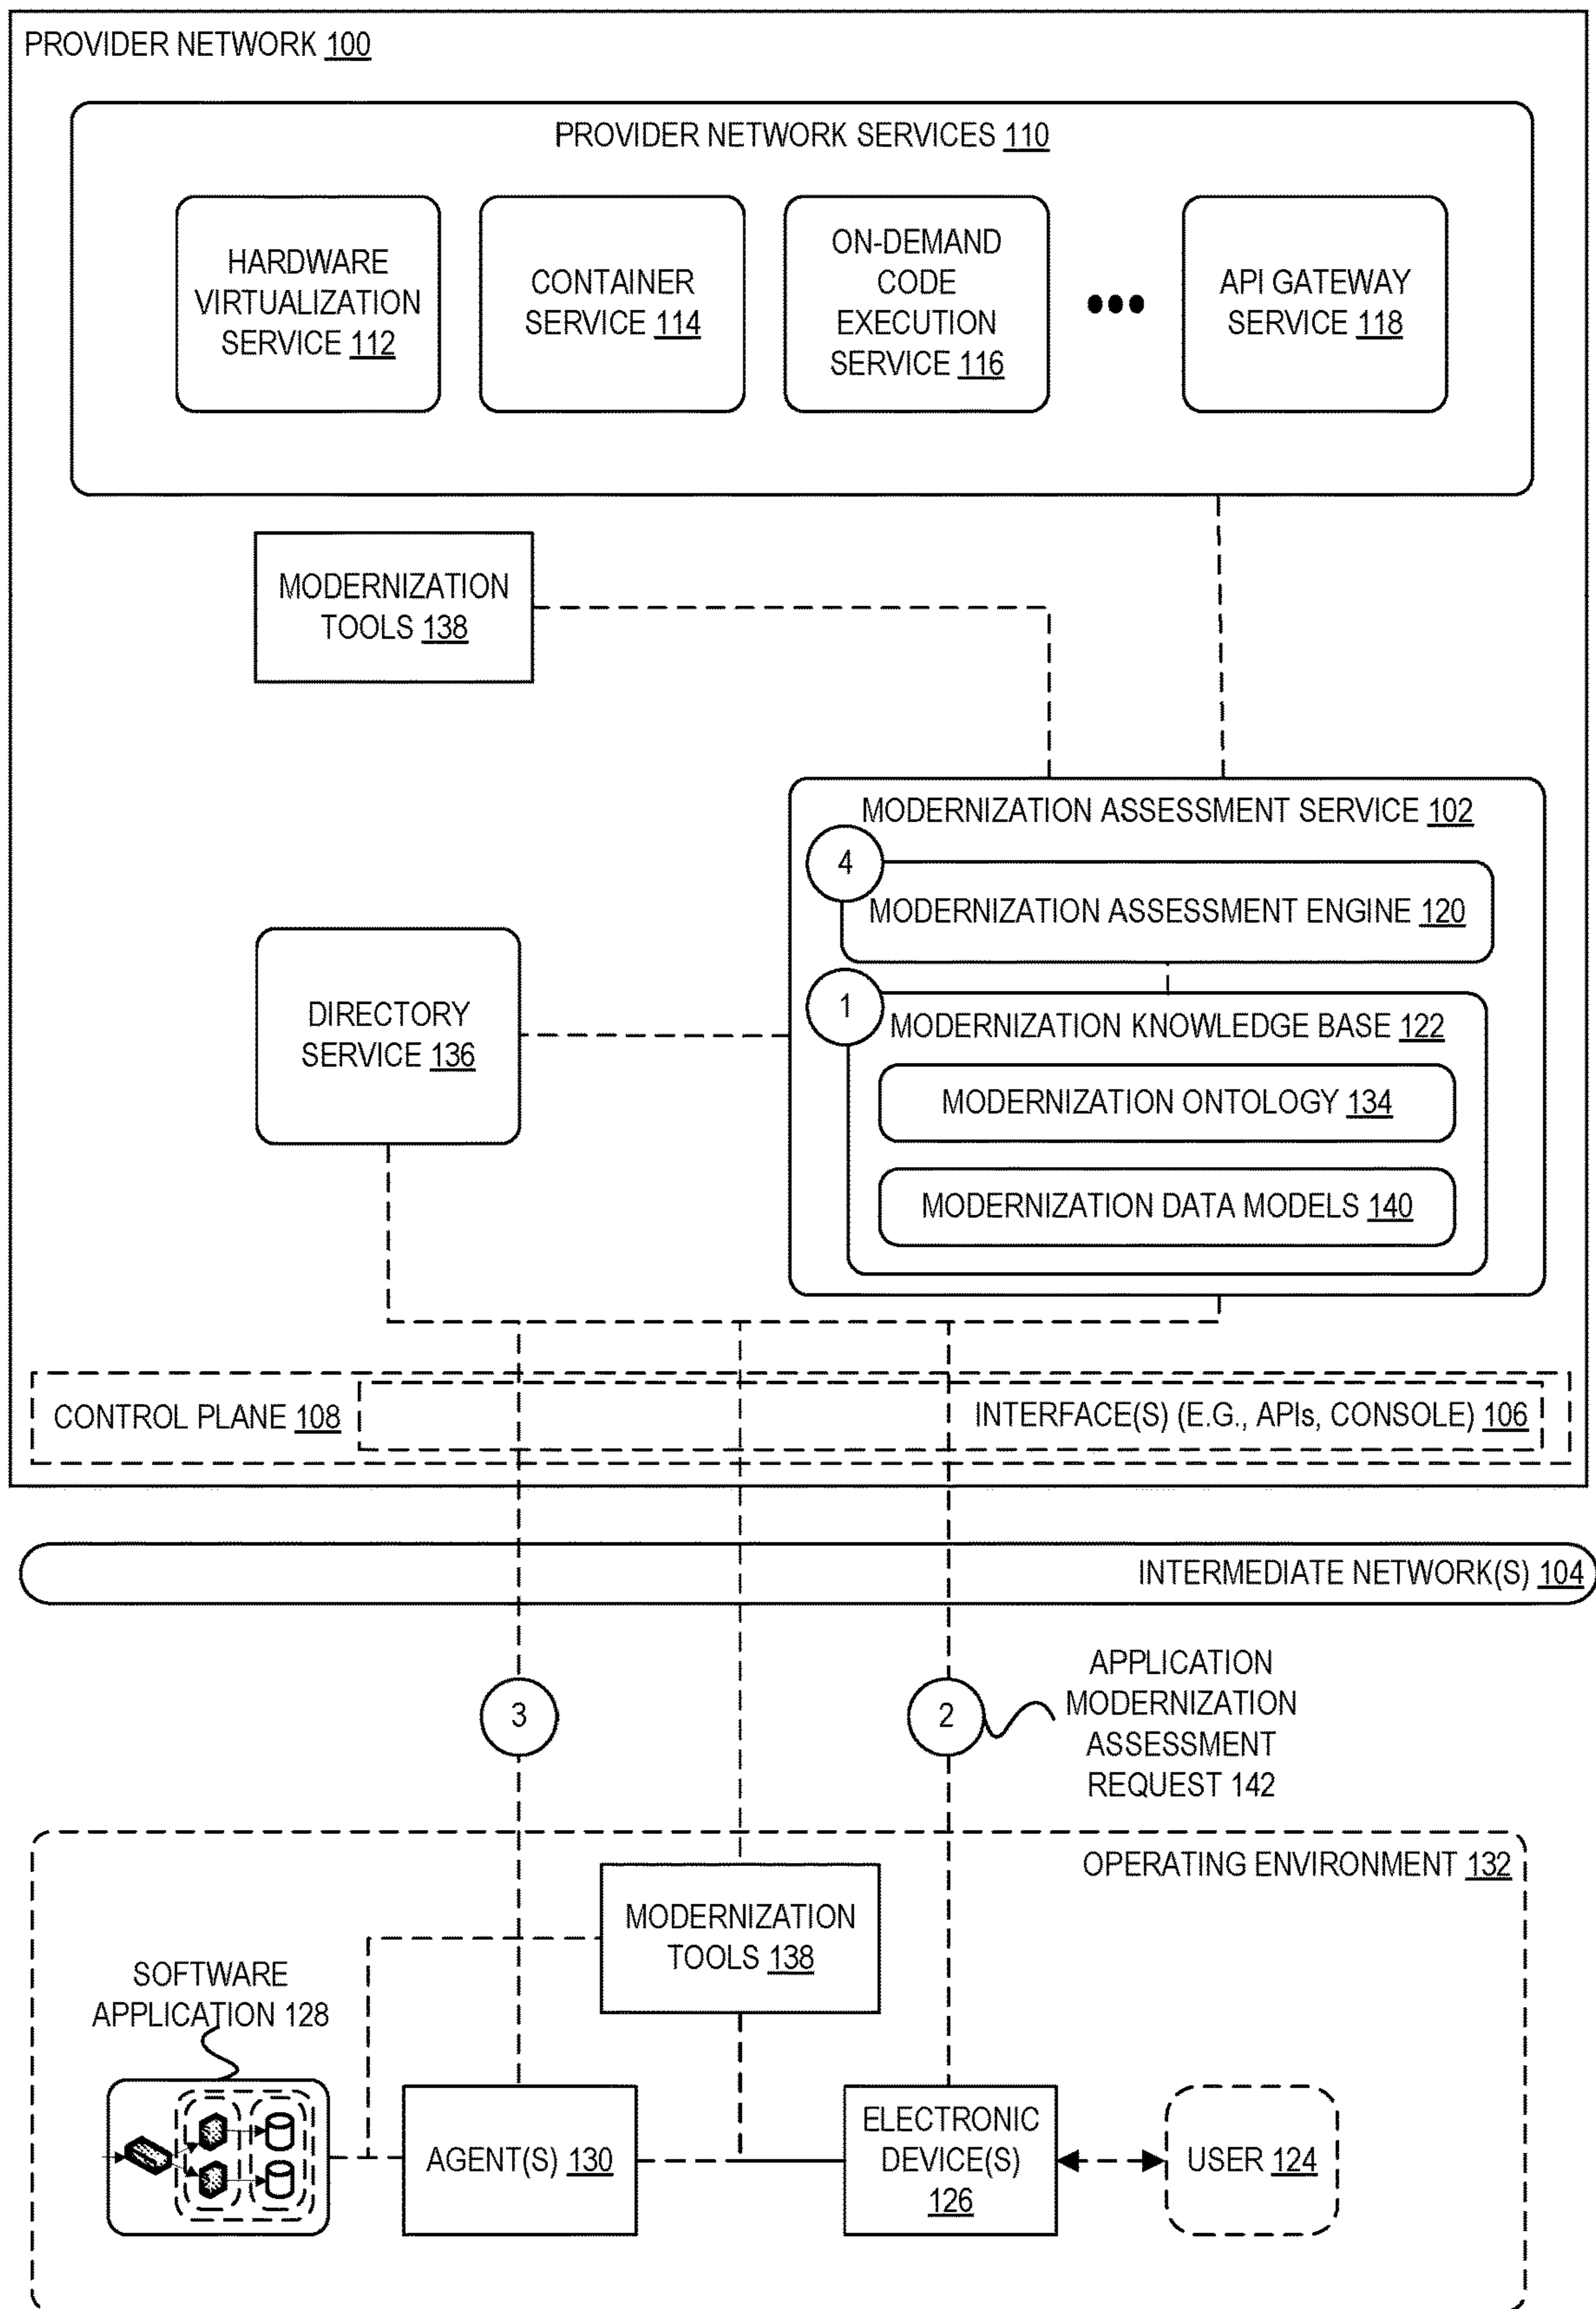 PROVIDER NETWORK 100
PROVIDER NETWORK SERVICES 110
HARDWARE
VIRTUALIZATION
SERVICE 112
CONTAINER
SERVICE 114
ON-DEMAND
CODE
EXECUTION
SERVICE 116
API GATEWAY
SERVICE 118
MODERNIZATION
TOOLS 138
MODERNIZATION ASSESSMENT SERVICE 102
4
MODERNIZATION ASSESSMENT ENGINE 120
1
MODERNIZATION KNOWLEDGE BASE 122
MODERNIZATION ONTOLOGY 134
MODERNIZATION DATA MODELS 140
DIRECTORY
SERVICE 136
CONTROL PLANE 108
INTERFACE(S) (E.G., APIs, CONSOLE) 106
INTERMEDIATE NETWORK(S) 104
3
2
APPLICATION
MODERNIZATION
ASSESSMENT
REQUEST 142
OPERATING ENVIRONMENT 132
MODERNIZATION
TOOLS 138
SOFTWARE
APPLICATION 128
AGENT(S) 130
ELECTRONIC
DEVICE(S)
126
USER 124